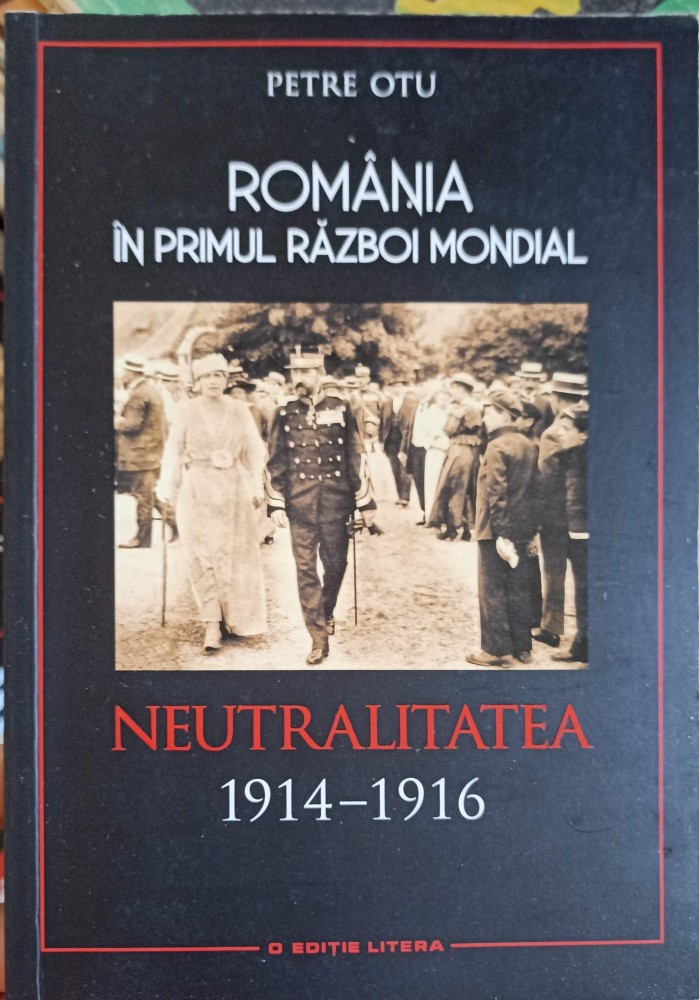 PETRE OTU
ROMÂNIA
ÎN PRIMUL RĂZBOI MONDIAL
NEUTRALITATEA
1914–1916
O EDIȚIE LITERA